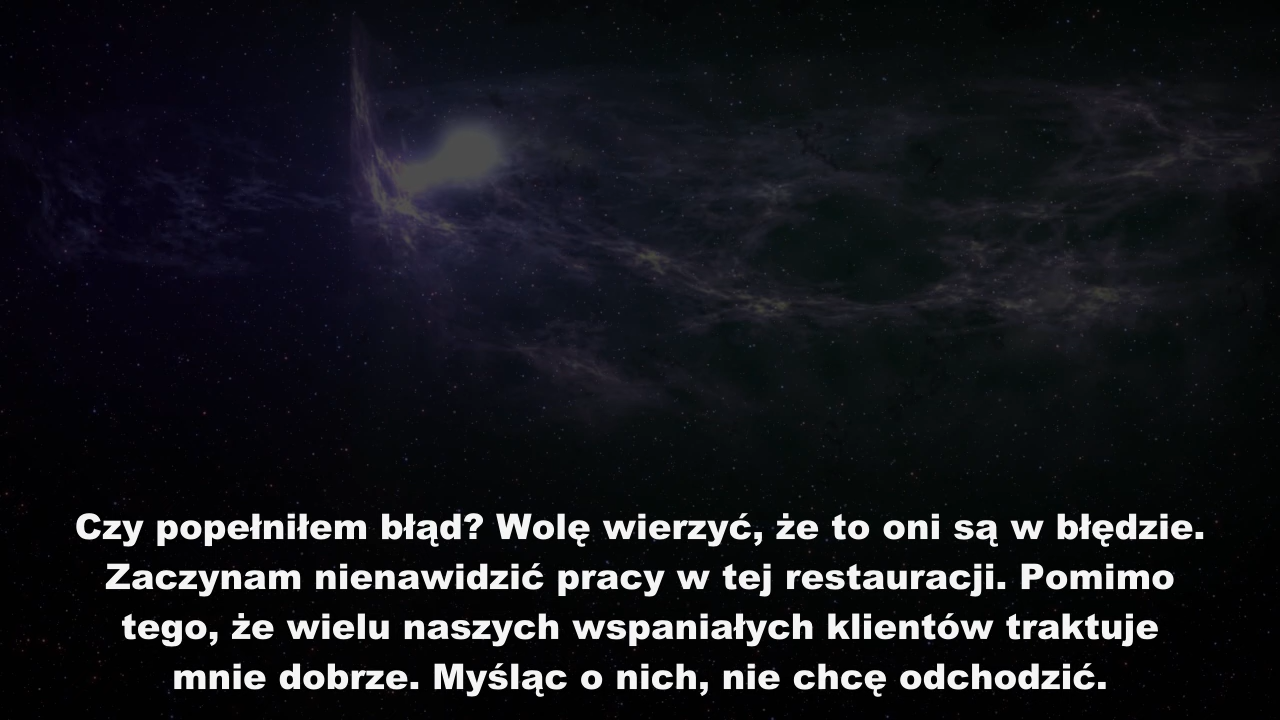 Czy popełniłem błąd? Wolę wierzyć, że to oni są w błędzie.
Zaczynam nienawidzić pracy w tej restauracji. Pomimo
tego, że wielu naszych wspaniałych klientów traktuje
mnie dobrze. Myśląc o nich, nie chcę odchodzić.